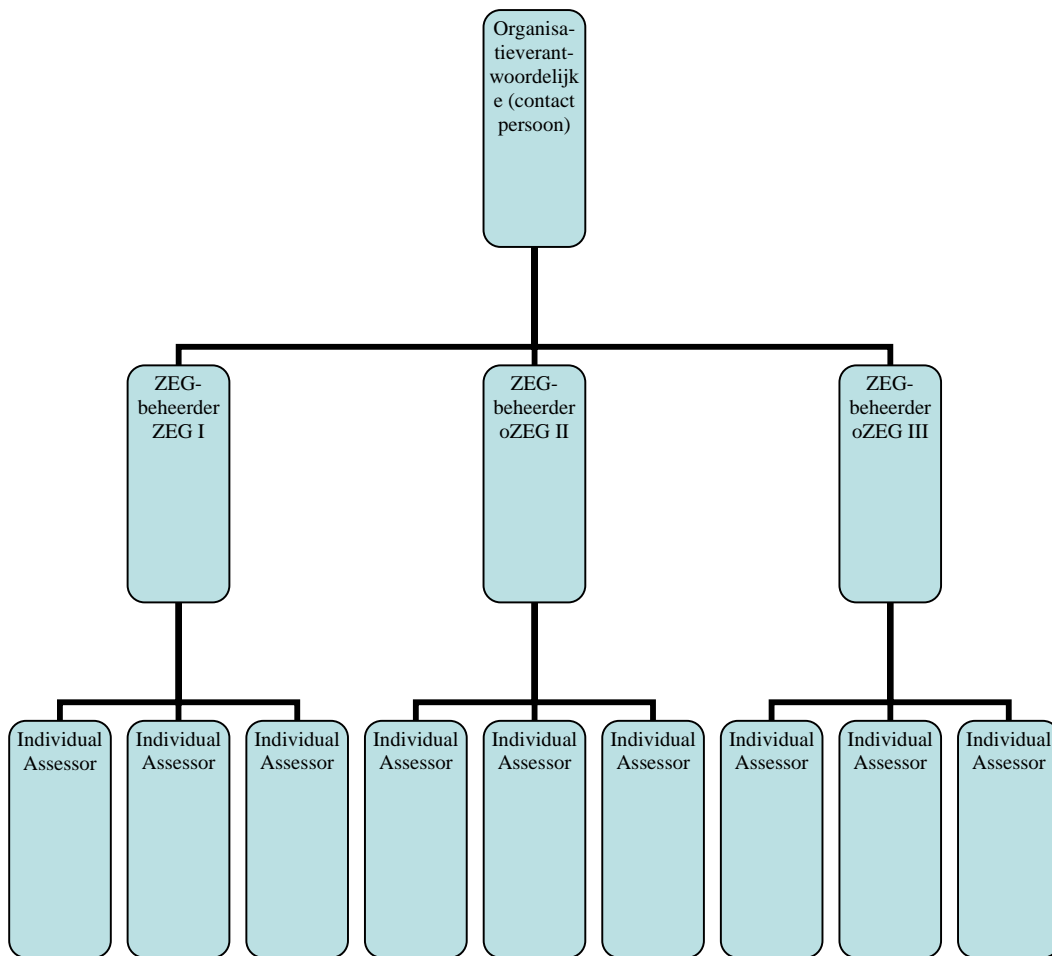 Organisa-
tieverant-
woordelijk
e (contact
persoon)
ZEG-
beheerder
ZEG I
ZEG-
beheerder
oZEG II
ZEG-
beheerder
oZEG III
Individual
Assessor
Individual
Assessor
Individual
Assessor
Individual
Assessor
Individual
Assessor
Individual
Assessor
Individual
Assessor
Individual
Assessor
Individual
Assessor